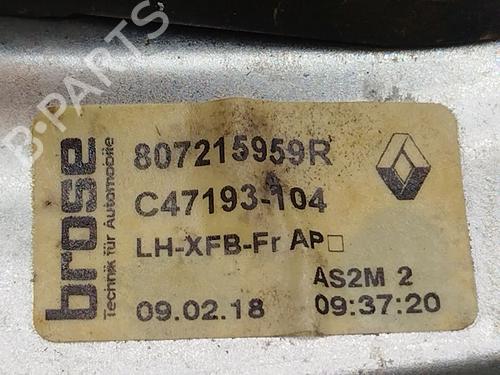 B-PARTS
brose
Technik für Automobile
807215959R
C47193-104
LH-XFB-Fr AP□
AS2M 2
09.02.18 09:37:20